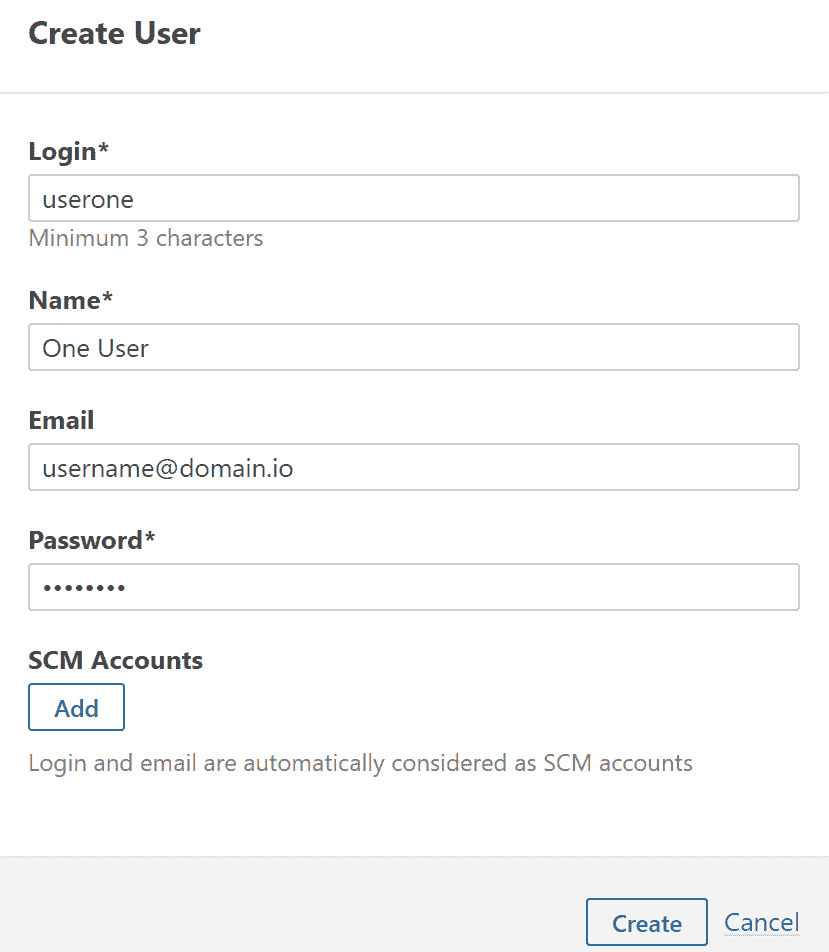 Create User
Login*
userone
Minimum 3 characters
Name*
One User
Email
username@domain.io
Password*
••••••••
SCM Accounts
Add
Login and email are automatically considered as SCM accounts
Create Cancel